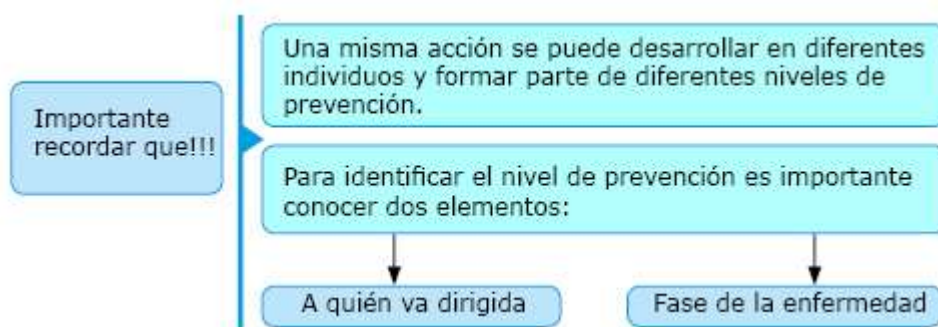 Importante
recordar que!!!
Una misma acción se puede desarrollar en diferentes
individuos y formar parte de diferentes niveles de
prevención.
Para identificar el nivel de prevención es importante
conocer dos elementos:
A quién va dirigida
Fase de la enfermedad